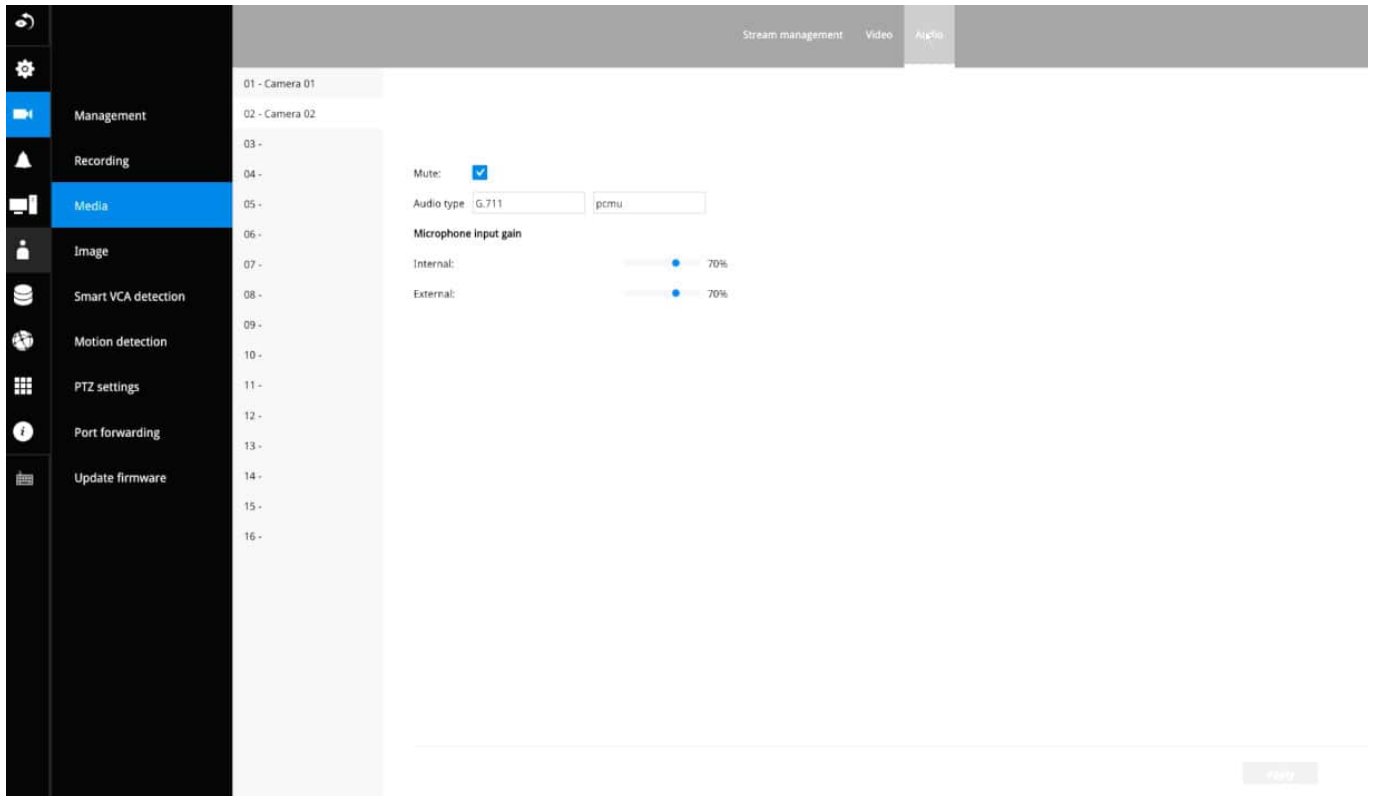 Stream management Video Audio
Management
Recording
Media
Image
Smart VCA detection
Motion detection
PTZ settings
Port forwarding
Update firmware
01 - Camera 01
02 - Camera 02
03 -
04 -
05 -
06 -
07 -
08 -
09 -
10 -
11 -
12 -
13 -
14 -
15 -
16 -
Mute:
Audio type G.711 pcmu
Microphone input gain
Internal: 70%
External: 70%
Apply